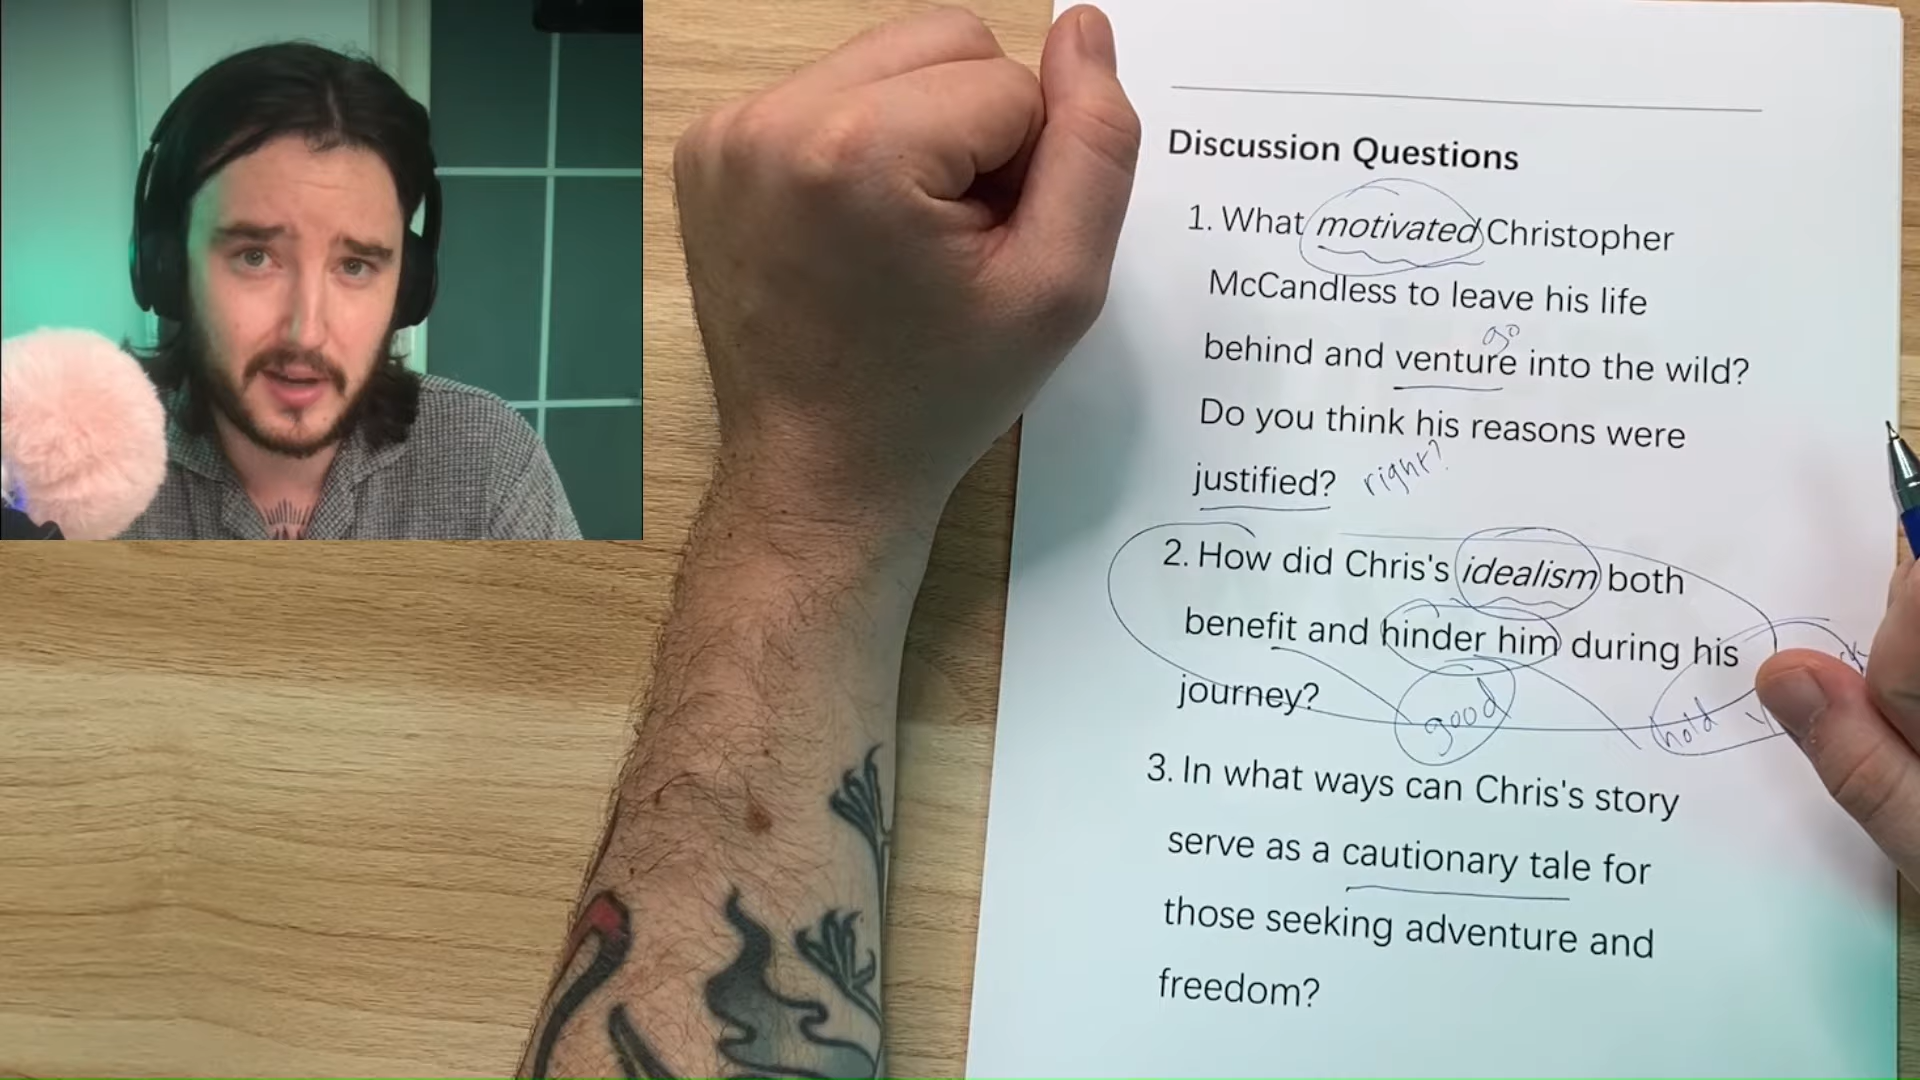 Discussion Questions
1. What motivated Christopher
McCandless to leave his life
go
behind and venture into the wild?
Do you think his reasons were
justified? right?
2. How did Chris's idealism both
benefit and hinder him during his
journey? good hold
3. In what ways can Chris's story
serve as a cautionary tale for
those seeking adventure and
freedom?